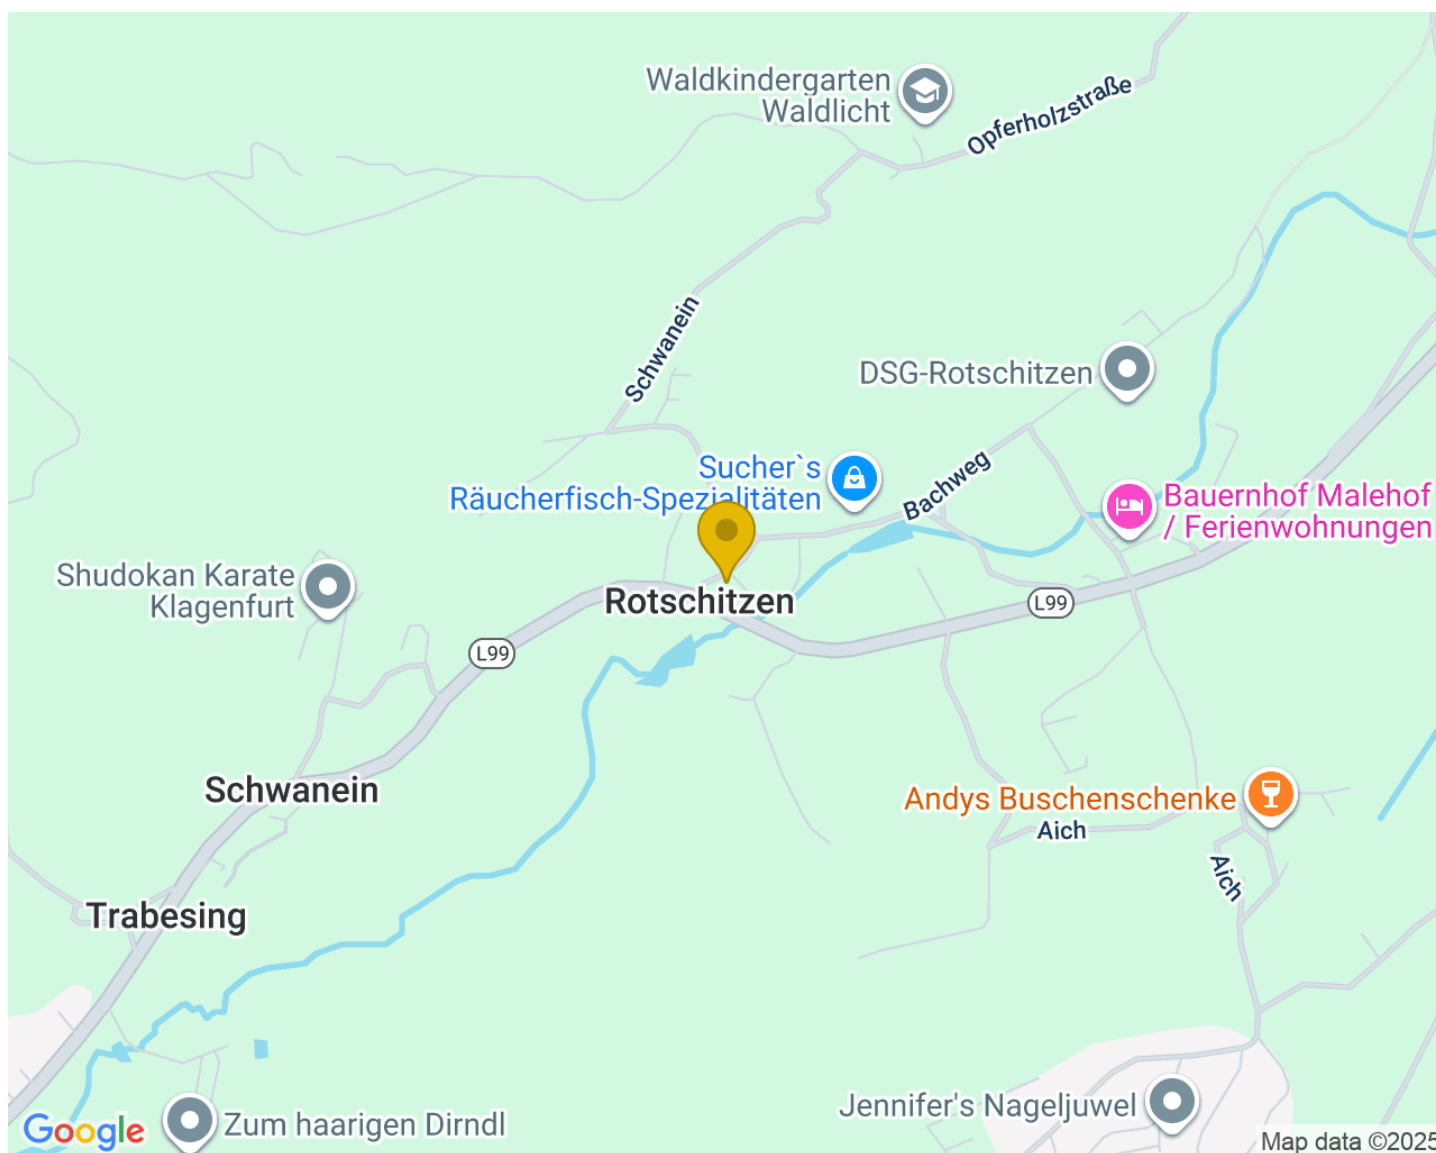 Waldkindergarten
Waldlicht
Opferholzstraße
Schwanein
DSG-Rotschitzen
Sucher`s
Räucherfisch-Spezialitäten
Bachweg
Bauernhof Malehof
/ Ferienwohnungen
Shudokan Karate
Klagenfurt
Rotschitzen
L99
L99
Schwanein
Andys Buschenschenke
Aich
Aich
Trabesing
Jennifer's Nageljuwel
Google
Zum haarigen Dirndl
Map data ©2025